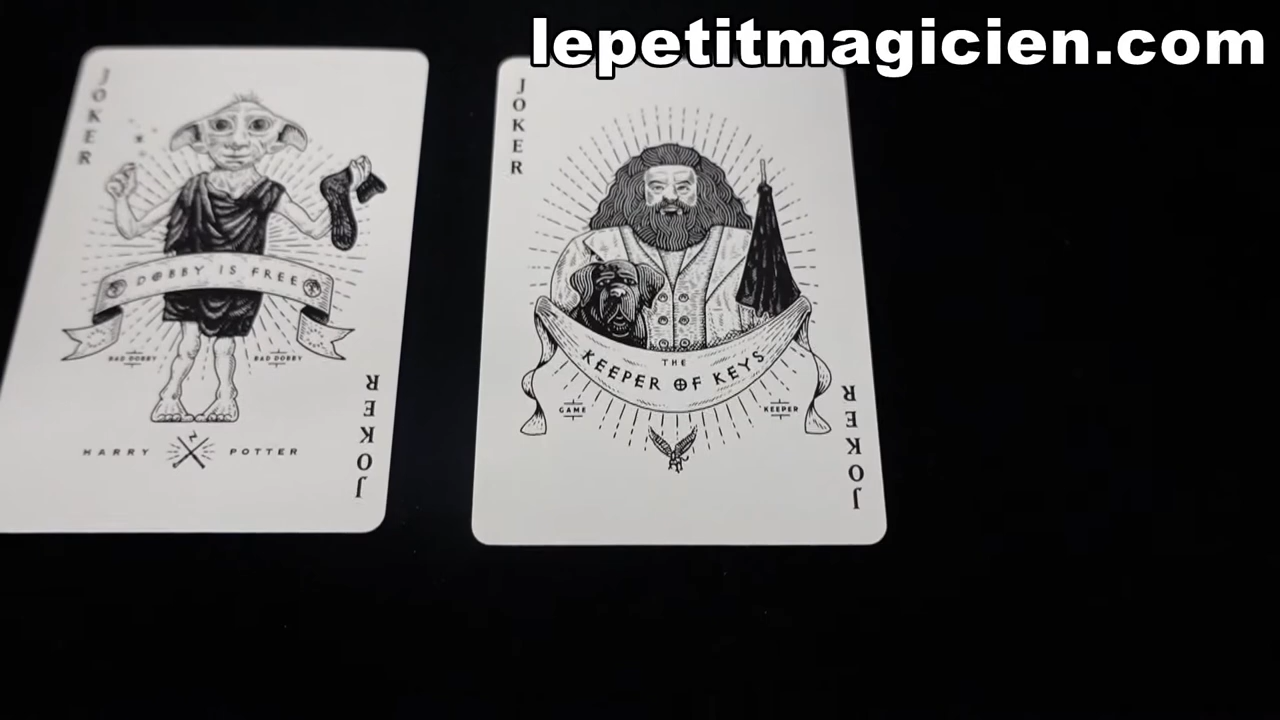 lepetitmagicien.com
JOKER
DOBBY IS FREE
BAD DOBBY
BAD DOBBY
HARRY POTTER
JOKER
JOKER
THE
KEEPER OF KEYS
GAME
KEEPER
JOKER